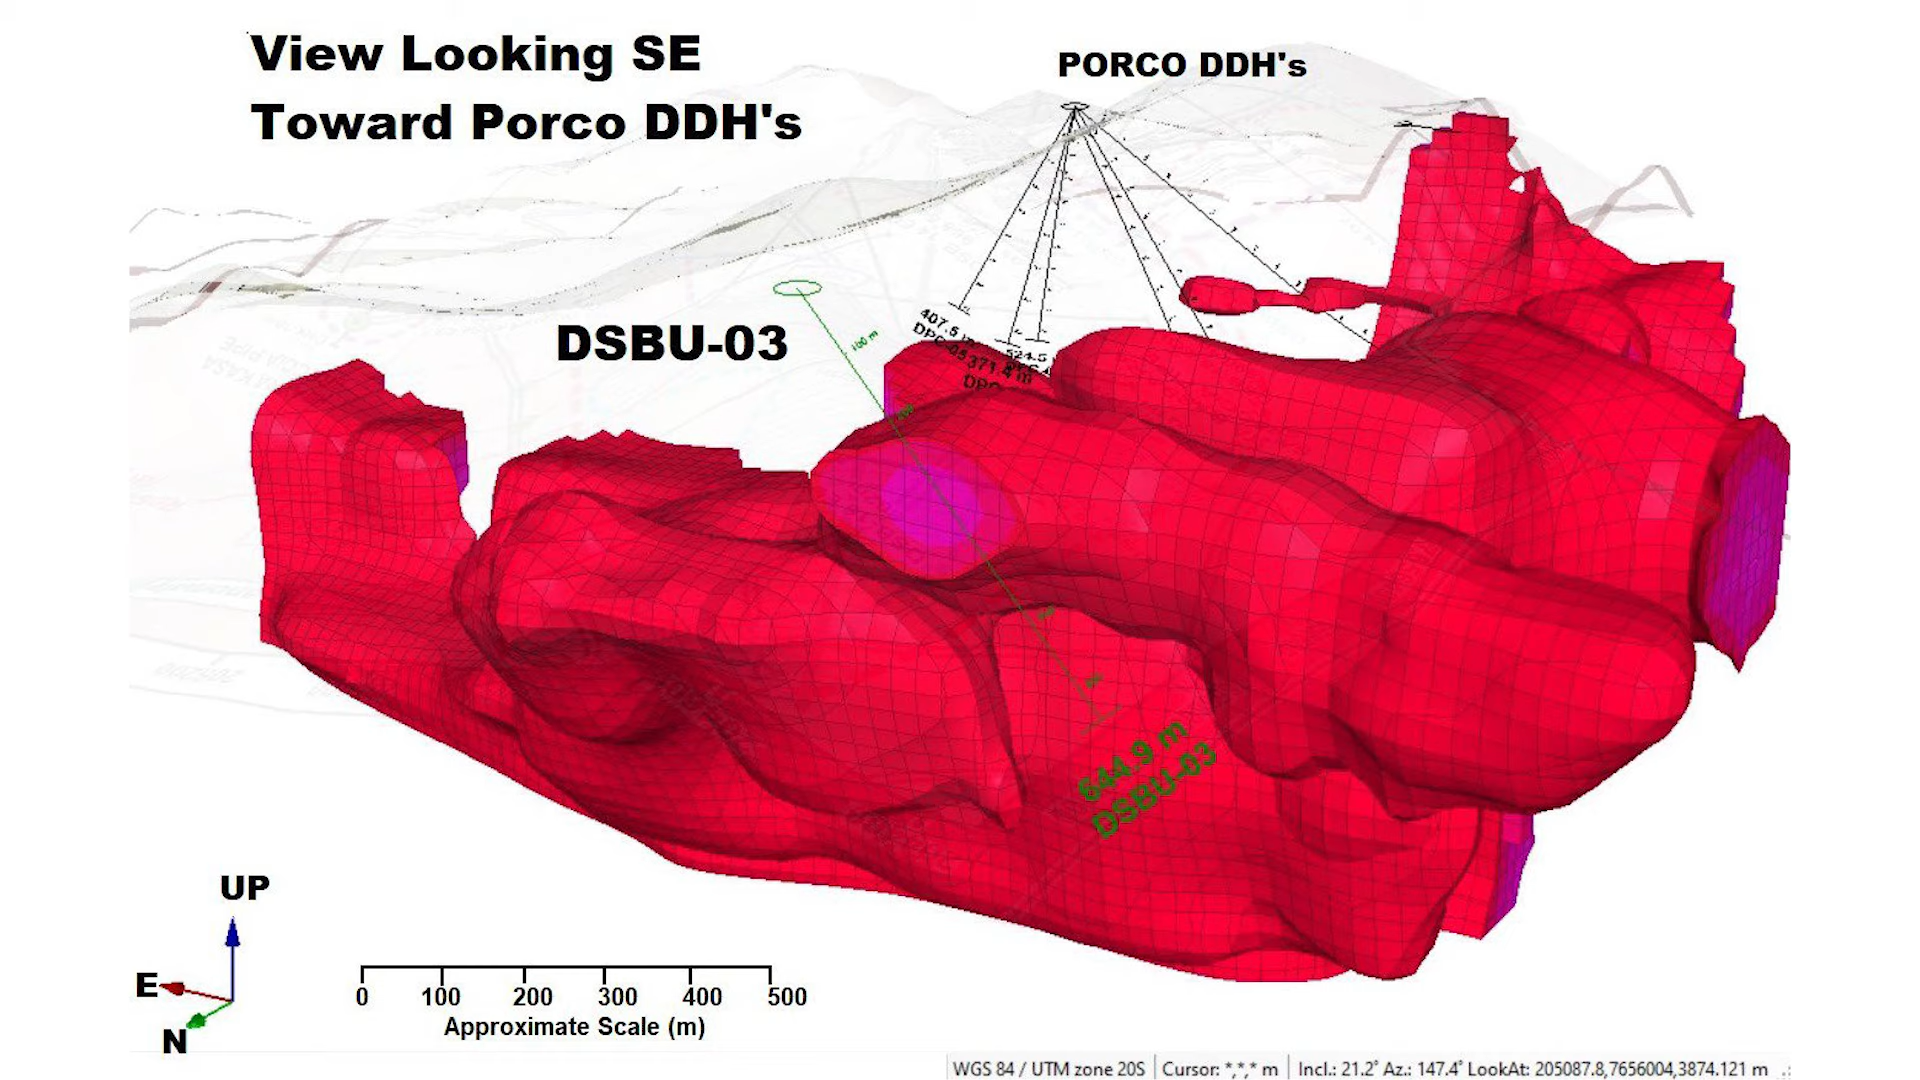 View Looking SE
Toward Porco DDH's
PORCO DDH's
DSBU-03
100 m
407.5 m
371.4 m
524.5
644.9 m
DSBU-03
UP
E
N
0 100 200 300 400 500
Approximate Scale (m)
WGS 84 / UTM zone 20S Cursor: *,*,* m Incl.: 21.2° Az.: 147.4° LookAt: 205087.8,7656004,3874.121 m